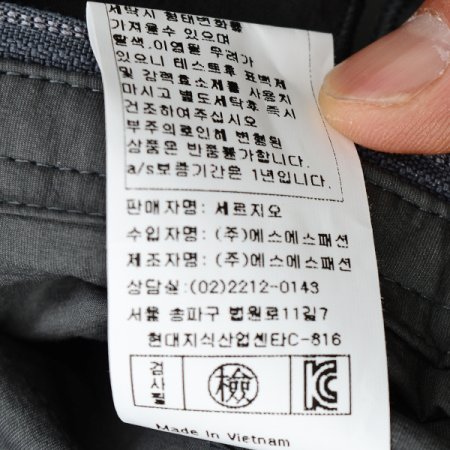 세탁시 형태변화를
가져올수 있으며
탈색.이염될 우려가
있으니 테스트후 표백제
및 강력효소제를 사용치
마시고 별도세탁후 즉시
건조하여주십시오
부주의로인해 변형된
상품은 반품불가합니다.
a/s보증기간은 1년입니다.
판매자명: 세르지오
수입자명: (주)에스에스패션
제조자명: (주)에스에스패션
상담실:(02)2212-0143
서울 송파구 법원로11길7
현대지식산업센타C-816
검사필 檢 KC
Made in Vietnam